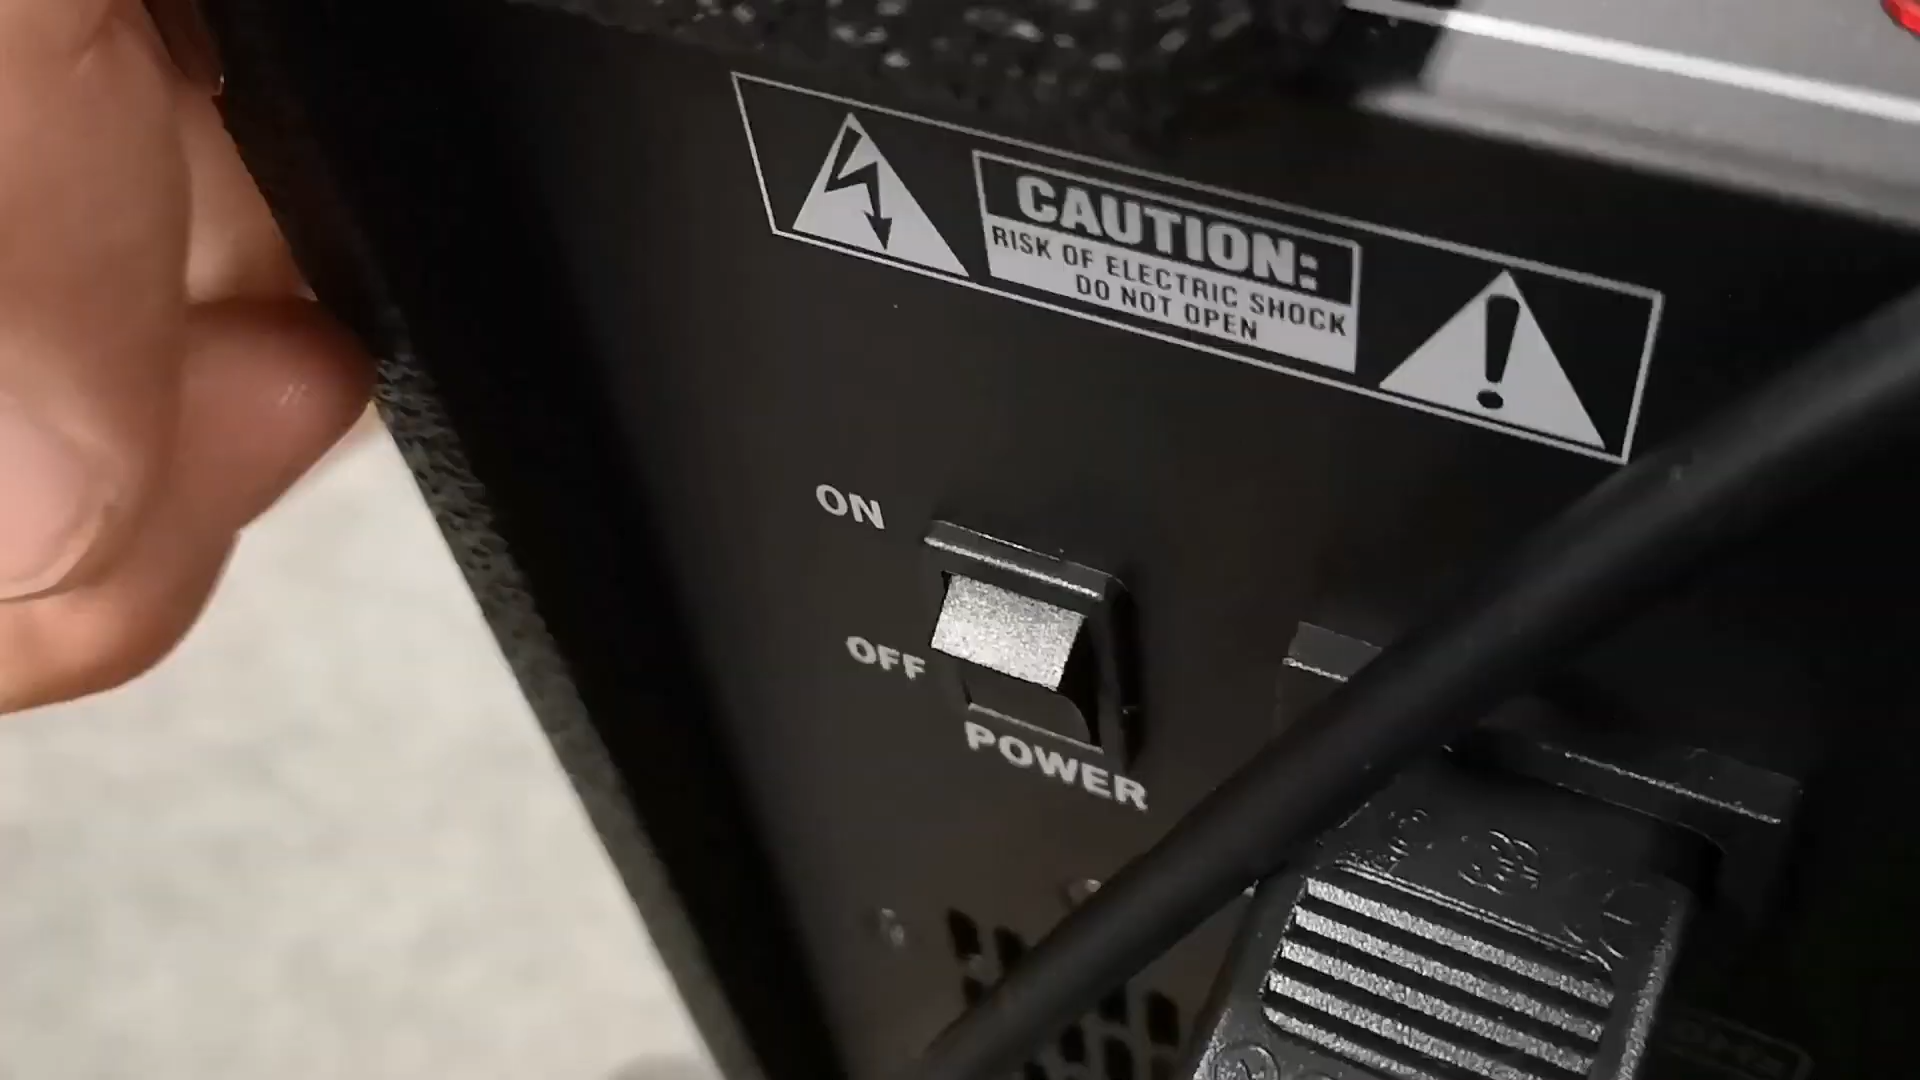 CAUTION:
RISK OF ELECTRIC SHOCK
DO NOT OPEN
ON
OFF
POWER